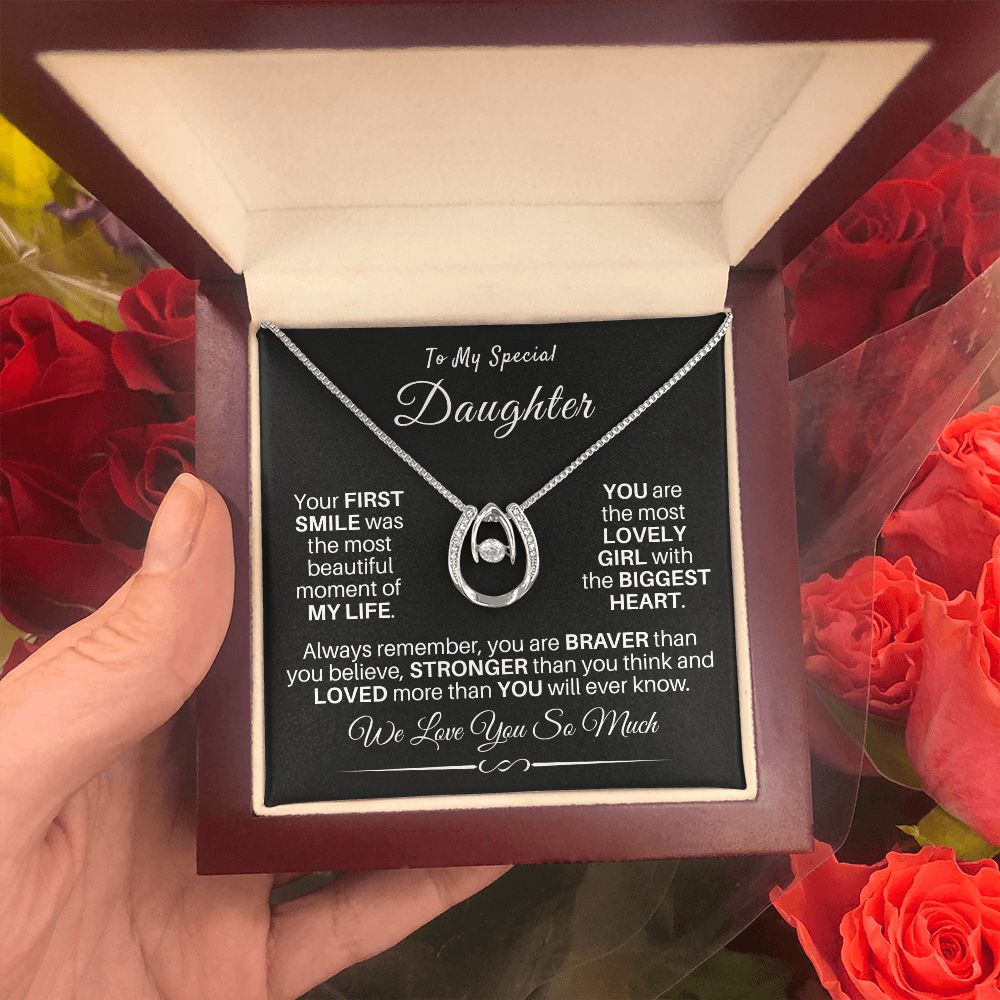 To My Special
Daughter
Your FIRST
SMILE was
the most
beautiful
moment of
MY LIFE.
YOU are
the most
LOVELY
GIRL with
the BIGGEST
HEART.
Always remember, you are BRAVER than
you believe, STRONGER than you think and
LOVED more than YOU will ever know.
We Love You So Much